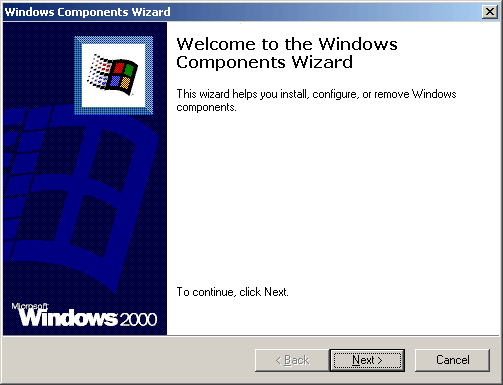 Windows Components Wizard
Welcome to the Windows
Components Wizard
This wizard helps you install, configure, or remove Windows
components.
To continue, click Next.
Microsoft
Windows 2000
< Back
Next >
Cancel